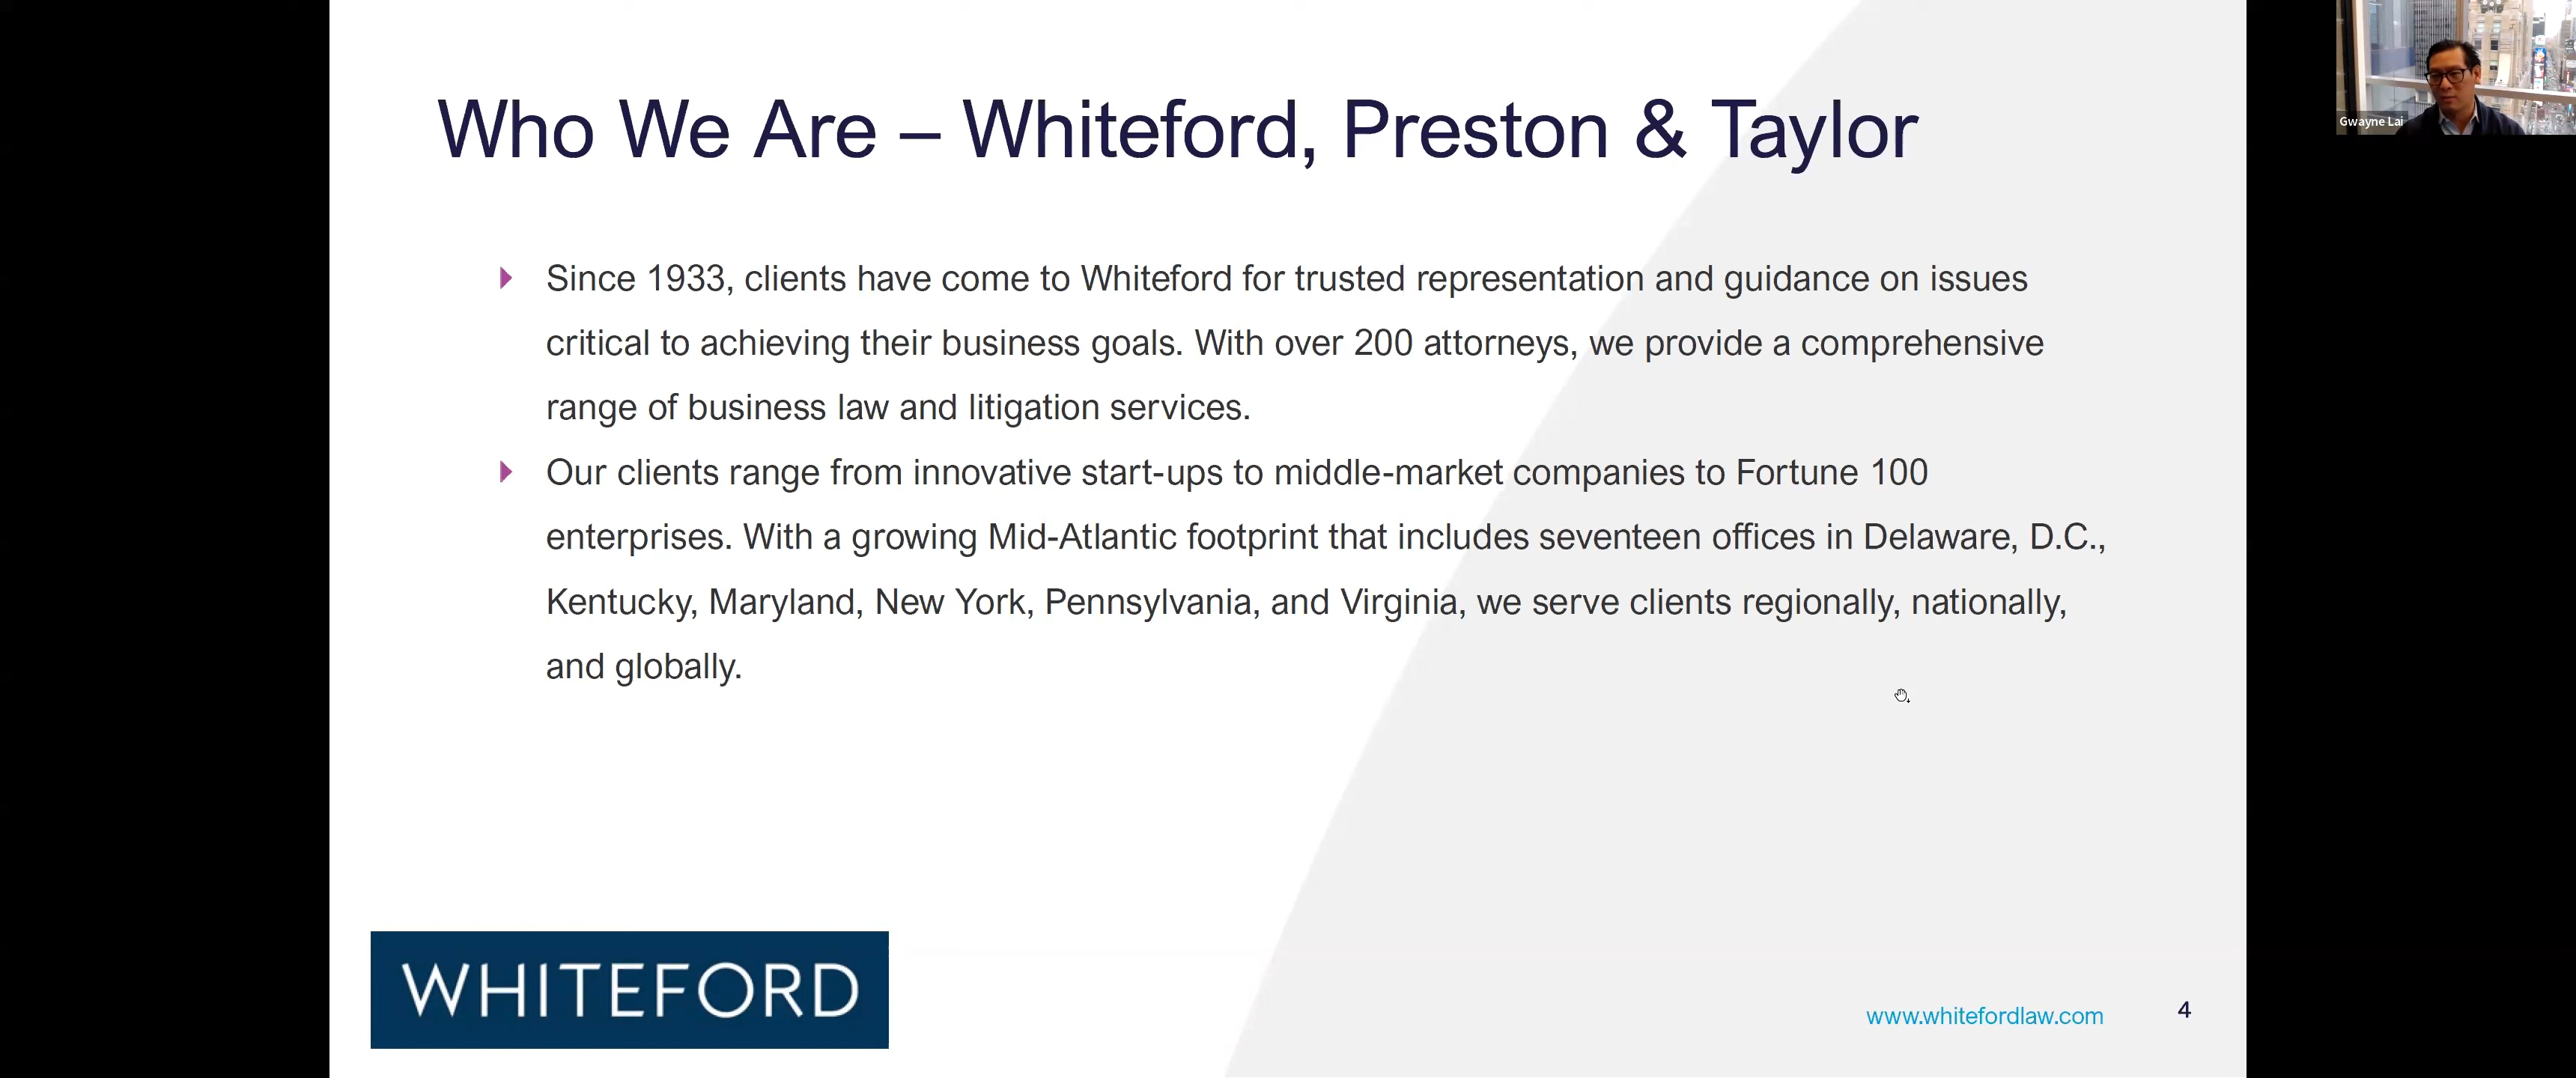 Who We Are – Whiteford, Preston & Taylor
Gwayne Lai
Since 1933, clients have come to Whiteford for trusted representation and guidance on issues
critical to achieving their business goals. With over 200 attorneys, we provide a comprehensive
range of business law and litigation services.
Our clients range from innovative start-ups to middle-market companies to Fortune 100
enterprises. With a growing Mid-Atlantic footprint that includes seventeen offices in Delaware, D.C.,
Kentucky, Maryland, New York, Pennsylvania, and Virginia, we serve clients regionally, nationally,
and globally.
WHITEFORD
www.whitefordlaw.com
4